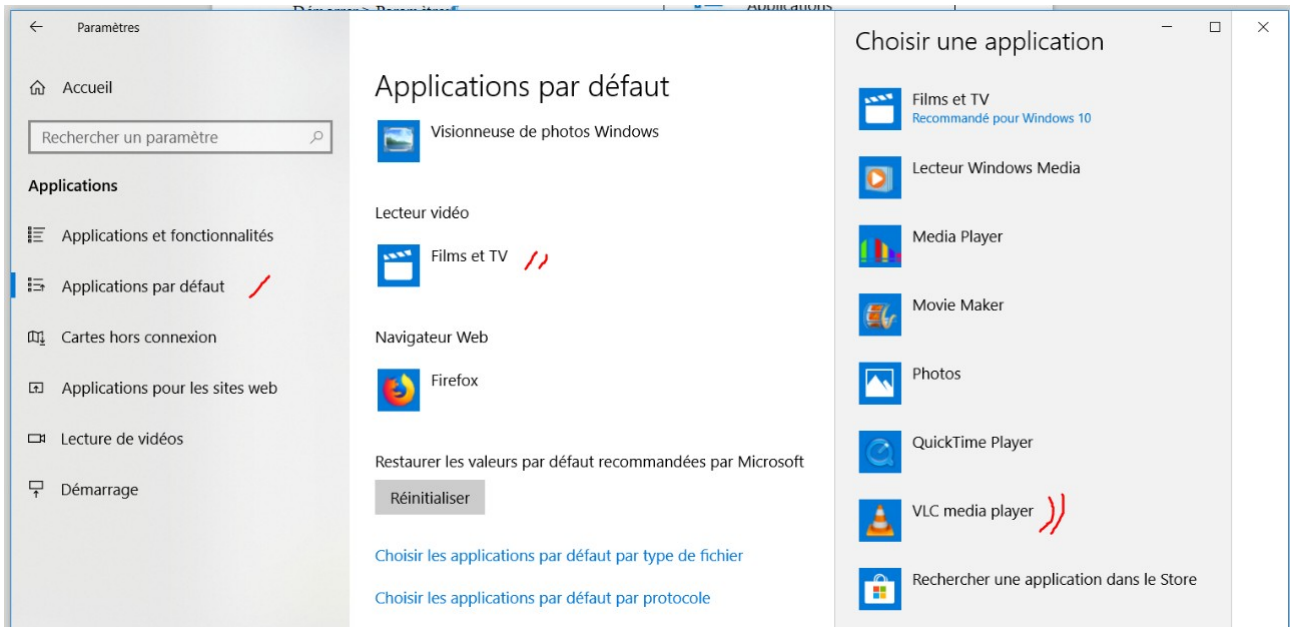 Démarrer > Paramètres
Applications
Paramètres
Accueil
Rechercher un paramètre
Applications
Applications et fonctionnalités
Applications par défaut
Cartes hors connexion
Applications pour les sites web
Lecture de vidéos
Démarrage
Applications par défaut
Visionneuse de photos Windows
Lecteur vidéo
Films et TV
Navigateur Web
Firefox
Restaurer les valeurs par défaut recommandées par Microsoft
Réinitialiser
Choisir les applications par défaut par type de fichier
Choisir les applications par défaut par protocole
Choisir une application
Films et TV
Recommandé pour Windows 10
Lecteur Windows Media
Media Player
Movie Maker
Photos
QuickTime Player
VLC media player
Rechercher une application dans le Store